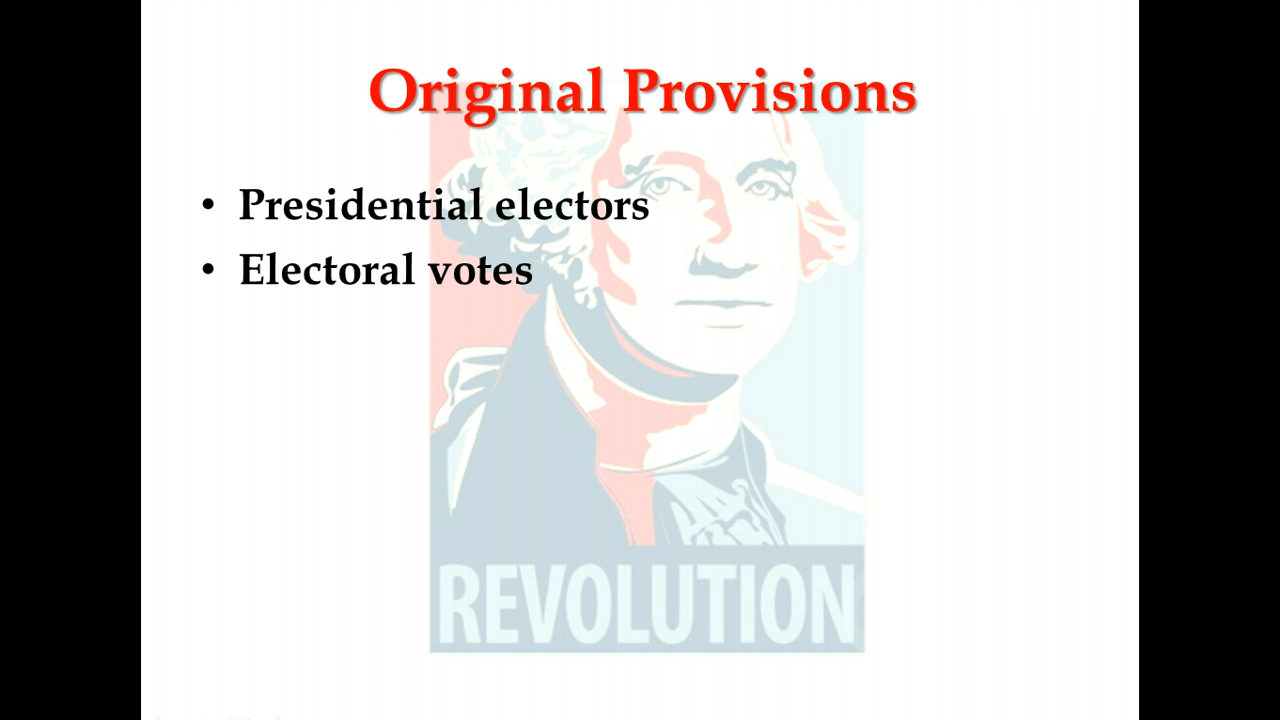 Original Provisions
• Presidential electors
• Electoral votes
REVOLUTION